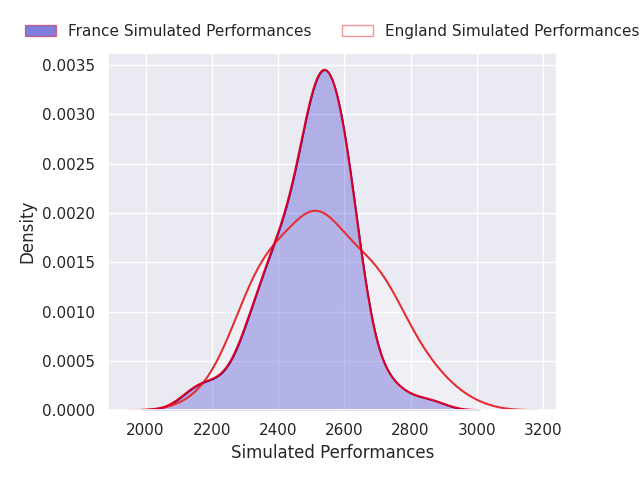 France Simulated Performances
England Simulated Performances
0.0035
0.0030
0.0025
0.0020
0.0015
0.0010
0.0005
0.0000
Density
2000 2200 2400 2600 2800 3000 3200
Simulated Performances